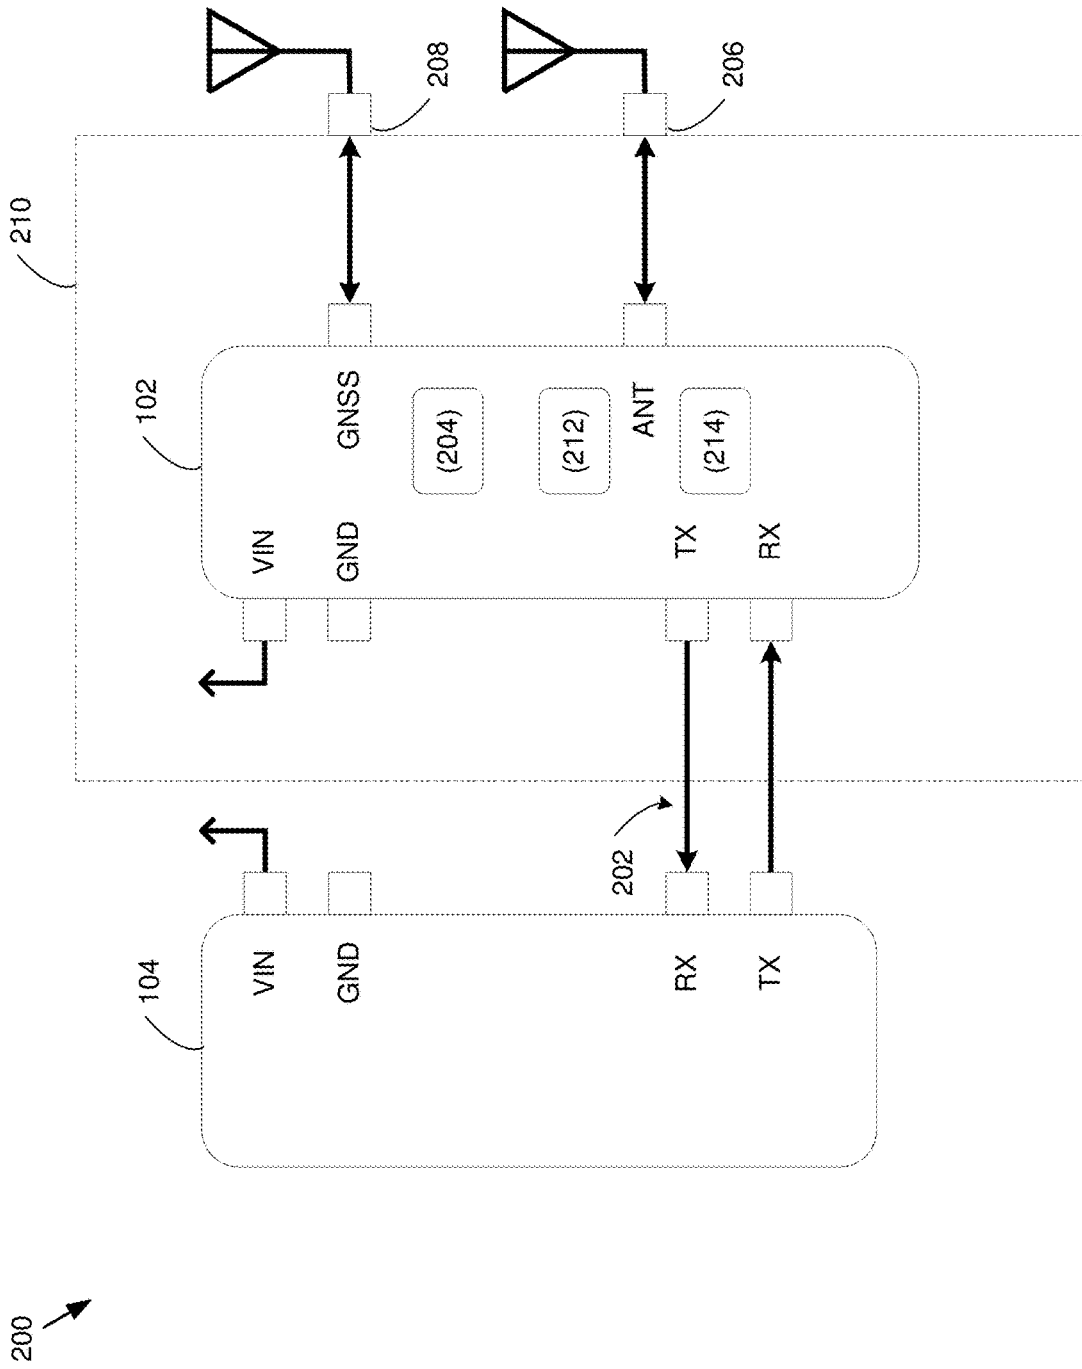 200
104
VIN
GND
RX
TX
202
210
102
VIN
GND
TX
RX
GNSS
ANT
(204)
(212)
(214)
208
206